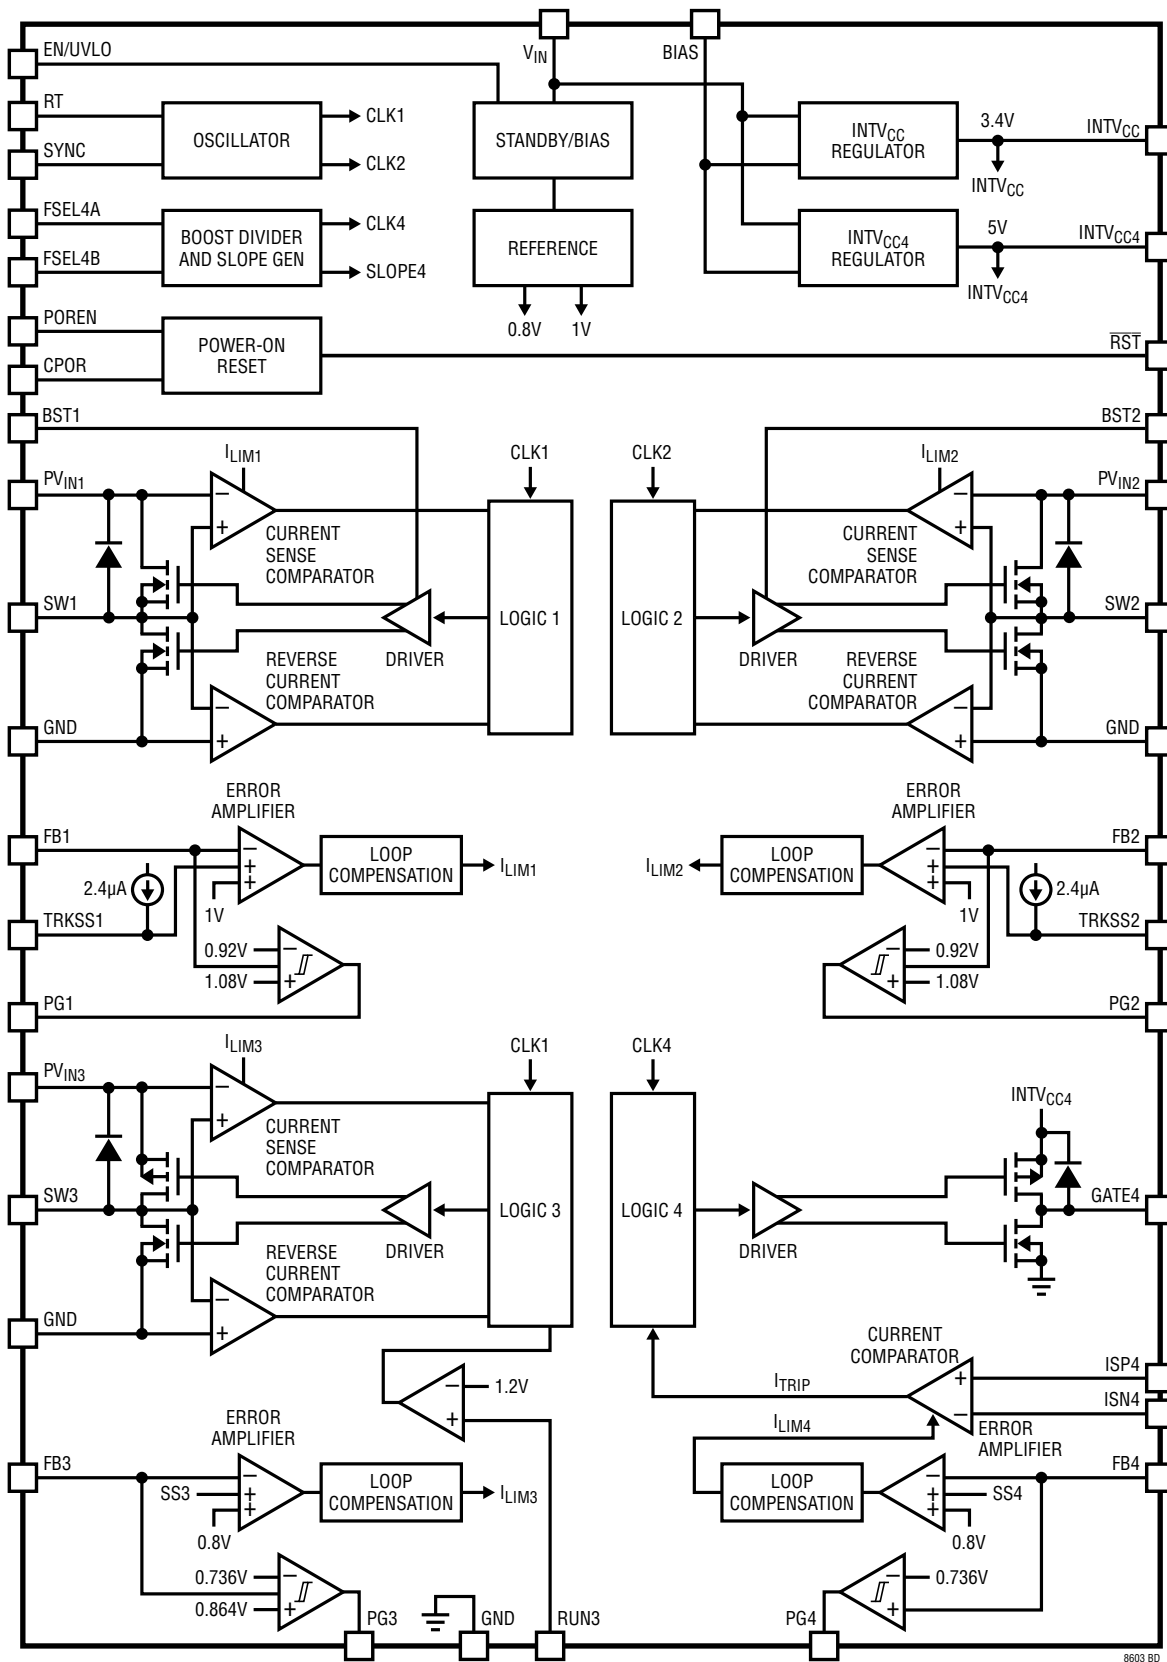 EN/UVLO
VIN
BIAS
RT
SYNC
OSCILLATOR
CLK1
CLK2
STANDBY/BIAS
INTVCC
REGULATOR
3.4V
INTVCC
INTVCC
FSEL4A
FSEL4B
BOOST DIVIDER
AND SLOPE GEN
CLK4
SLOPE4
REFERENCE
0.8V
1V
INTVCC4
REGULATOR
5V
INTVCC4
INTVCC4
POREN
CPOR
POWER-ON
RESET
RST
BST1
PVIN1
SW1
GND
ILIM1
−
+
CURRENT
SENSE
COMPARATOR
DRIVER
REVERSE
CURRENT
COMPARATOR
−
+
CLK1
LOGIC 1
CLK2
LOGIC 2
BST2
PVIN2
SW2
GND
ILIM2
−
+
CURRENT
SENSE
COMPARATOR
DRIVER
REVERSE
CURRENT
COMPARATOR
−
+
FB1
2.4µA
TRKSS1
PG1
ERROR
AMPLIFIER
−
+
+
1V
LOOP
COMPENSATION
ILIM1
0.92V
−
1.08V
+
ERROR
AMPLIFIER
ILIM2
LOOP
COMPENSATION
−
+
+
1V
FB2
2.4µA
TRKSS2
−
0.92V
+
1.08V
PG2
PVIN3
SW3
GND
ILIM3
−
+
CURRENT
SENSE
COMPARATOR
DRIVER
REVERSE
CURRENT
COMPARATOR
−
+
CLK1
LOGIC 3
CLK4
LOGIC 4
DRIVER
INTVCC4
GATE4
−
1.2V
+
ITRIP
ILIM4
CURRENT
COMPARATOR
+
−
ISP4
ISN4
FB3
ERROR
AMPLIFIER
SS3
−
+
+
0.8V
LOOP
COMPENSATION
ILIM3
0.736V
−
0.864V
+
PG3
GND
RUN3
ERROR
AMPLIFIER
LOOP
COMPENSATION
−
+
+
SS4
0.8V
FB4
−
0.736V
+
PG4
8603 BD